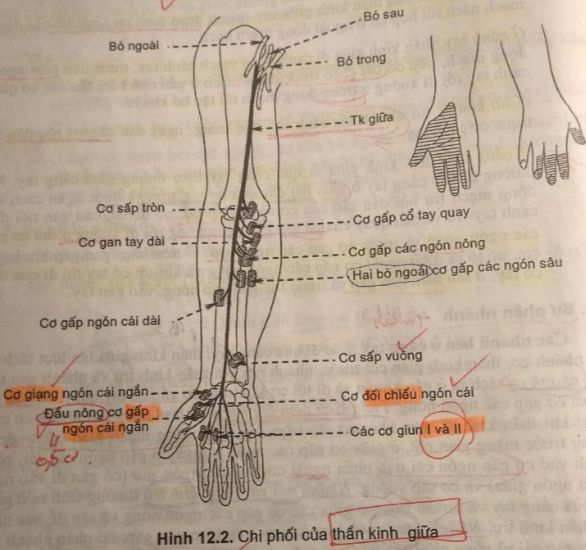 Bó sau
Bó ngoài
Bó trong
Tk giữa
Cơ sấp tròn
Cơ gấp cổ tay quay
Cơ gan tay dài
Cơ gấp các ngón nông
Hai bó ngoài cơ gấp các ngón sâu
Cơ gấp ngón cái dài
Cơ sấp vuông
Cơ giạng ngón cái ngắn
Cơ đối chiếu ngón cái
Đầu nông cơ gấp
ngón cái ngắn
Các cơ giun I và II
Hình 12.2. Chi phối của thần kinh giữa